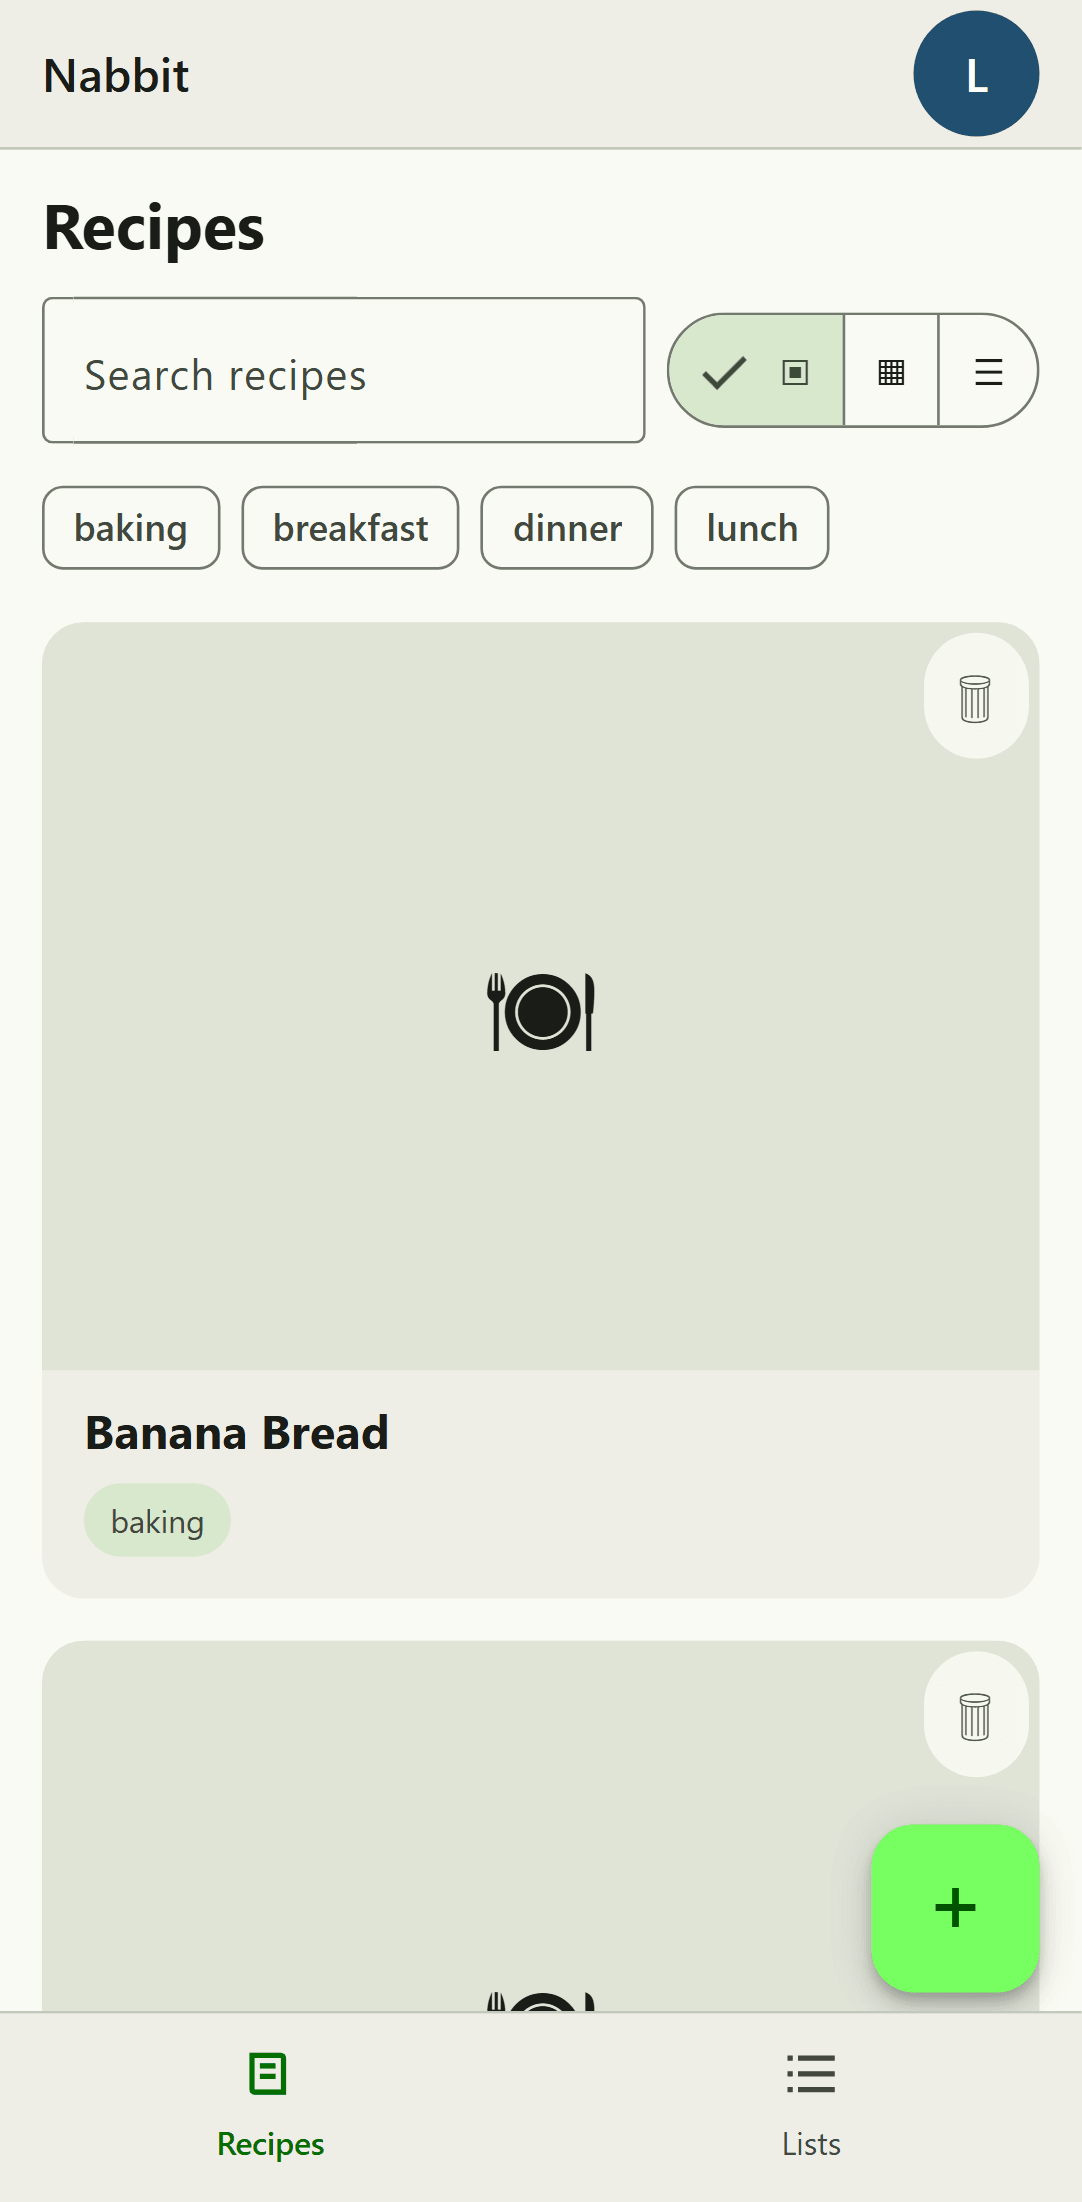 Nabbit
L
Recipes
Search recipes
baking breakfast dinner lunch
Banana Bread
baking
+
Recipes Lists